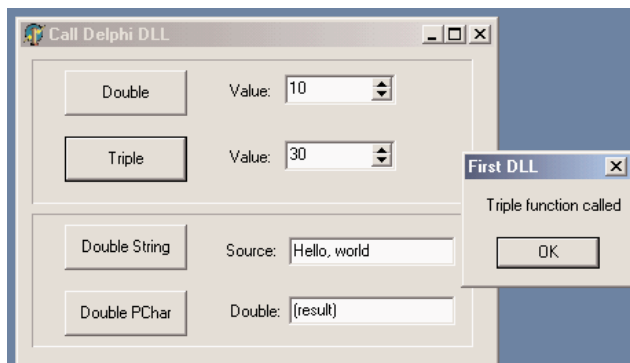 Call Delphi DLL
Double Value: 10
Triple Value: 30
First DLL
Triple function called
OK
Double String Source: Hello, world
Double PChar Double: (result)